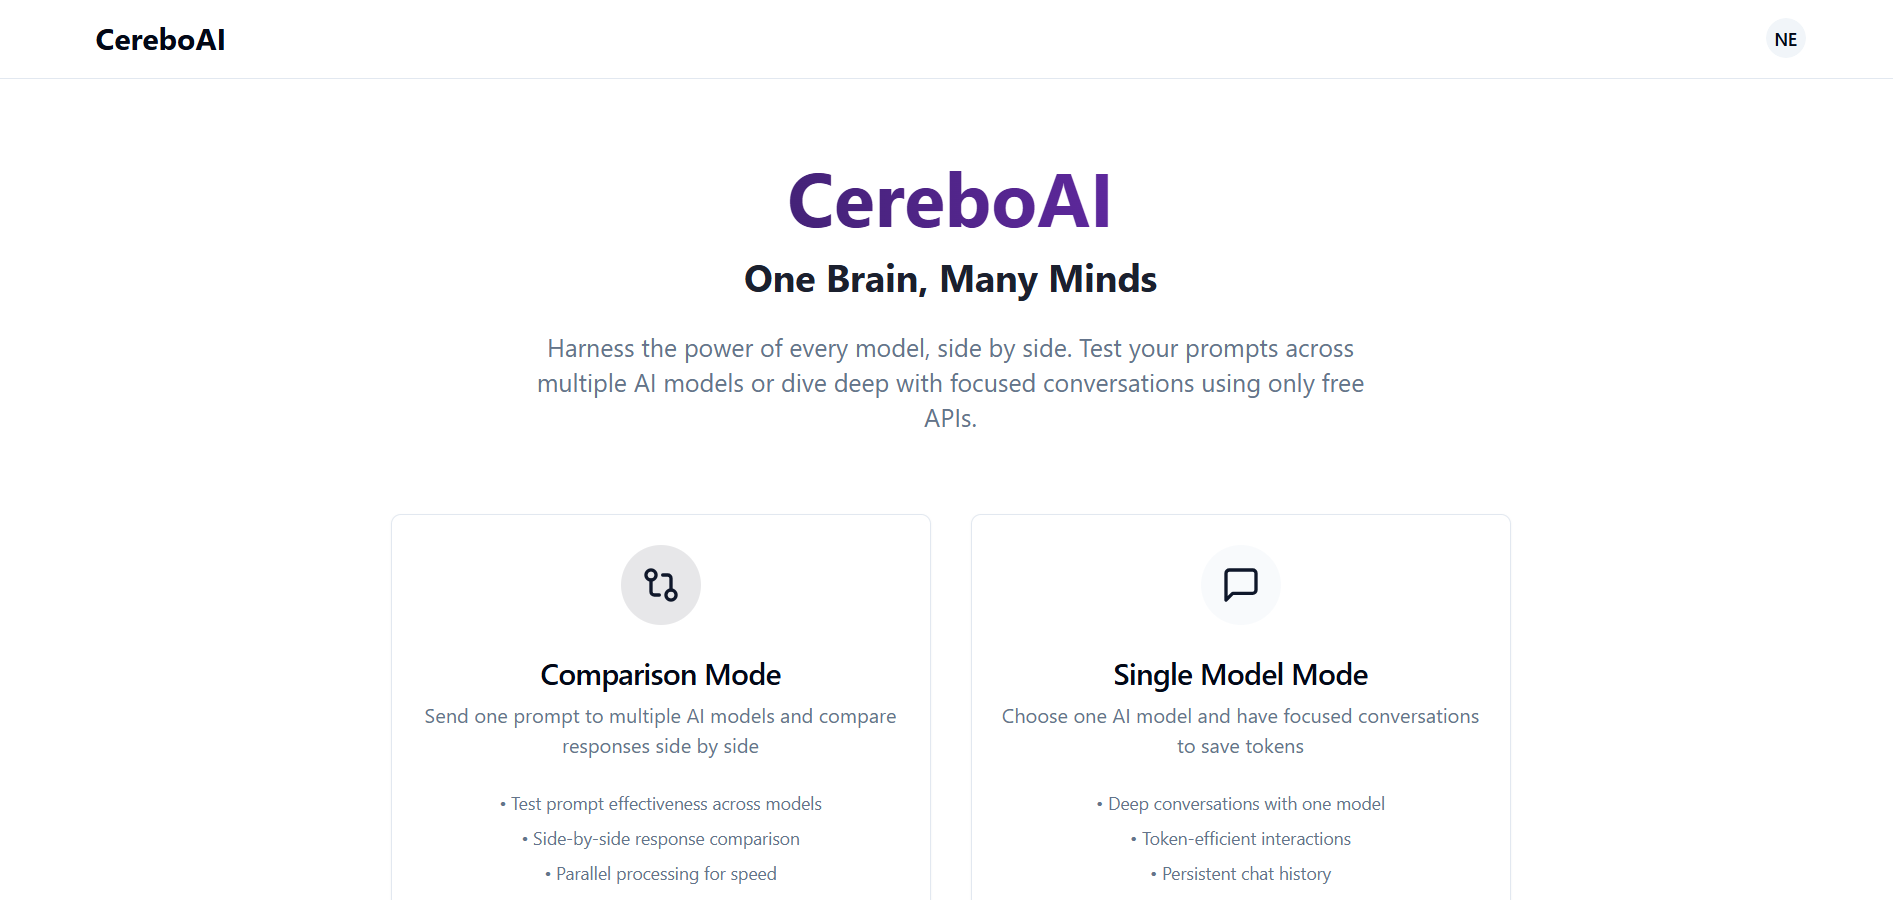 CereboAI
NE
CereboAI
One Brain, Many Minds
Harness the power of every model, side by side. Test your prompts across
multiple AI models or dive deep with focused conversations using only free
APIs.
Comparison Mode
Send one prompt to multiple AI models and compare
responses side by side
• Test prompt effectiveness across models
• Side-by-side response comparison
• Parallel processing for speed
Single Model Mode
Choose one AI model and have focused conversations
to save tokens
• Deep conversations with one model
• Token-efficient interactions
• Persistent chat history